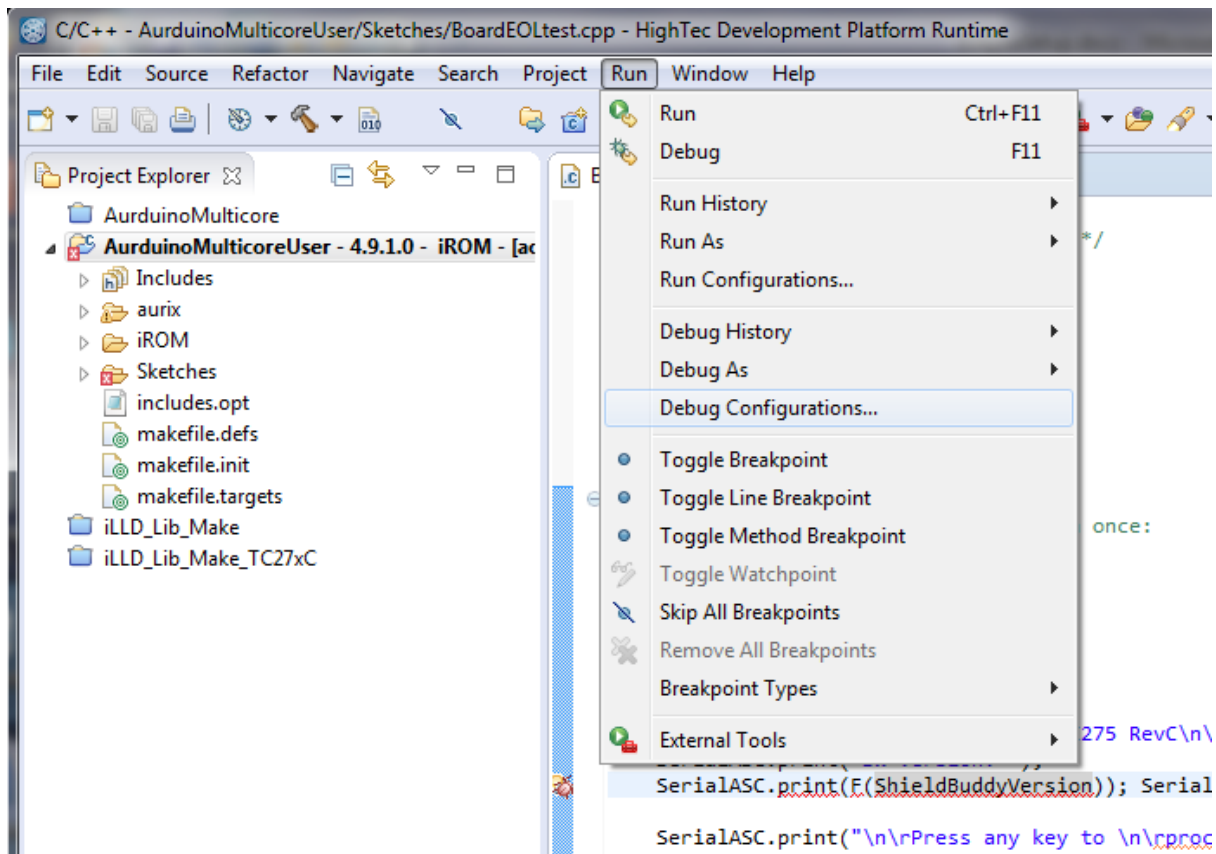 C/C++ - AurduinoMulticoreUser/Sketches/BoardEOLtest.cpp - HighTec Development Platform Runtime
File Edit Source Refactor Navigate Search Project Run Window Help
010
Project Explorer
AurduinoMulticore
AurduinoMulticoreUser - 4.9.1.0 - iROM - [ac
Includes
aurix
iROM
Sketches
includes.opt
makefile.defs
makefile.init
makefile.targets
iLLD_Lib_Make
iLLD_Lib_Make_TC27xC
Run Ctrl+F11
Debug F11
Run History
Run As
Run Configurations...
Debug History
Debug As
Debug Configurations...
Toggle Breakpoint
Toggle Line Breakpoint
Toggle Method Breakpoint
Toggle Watchpoint
Skip All Breakpoints
Remove All Breakpoints
Breakpoint Types
External Tools
.c E
*/
once:
275 RevC\n\
SerialASC.print(F(ShieldBuddyVersion)); Serial
SerialASC.print("\n\rPress any key to \n\rproc